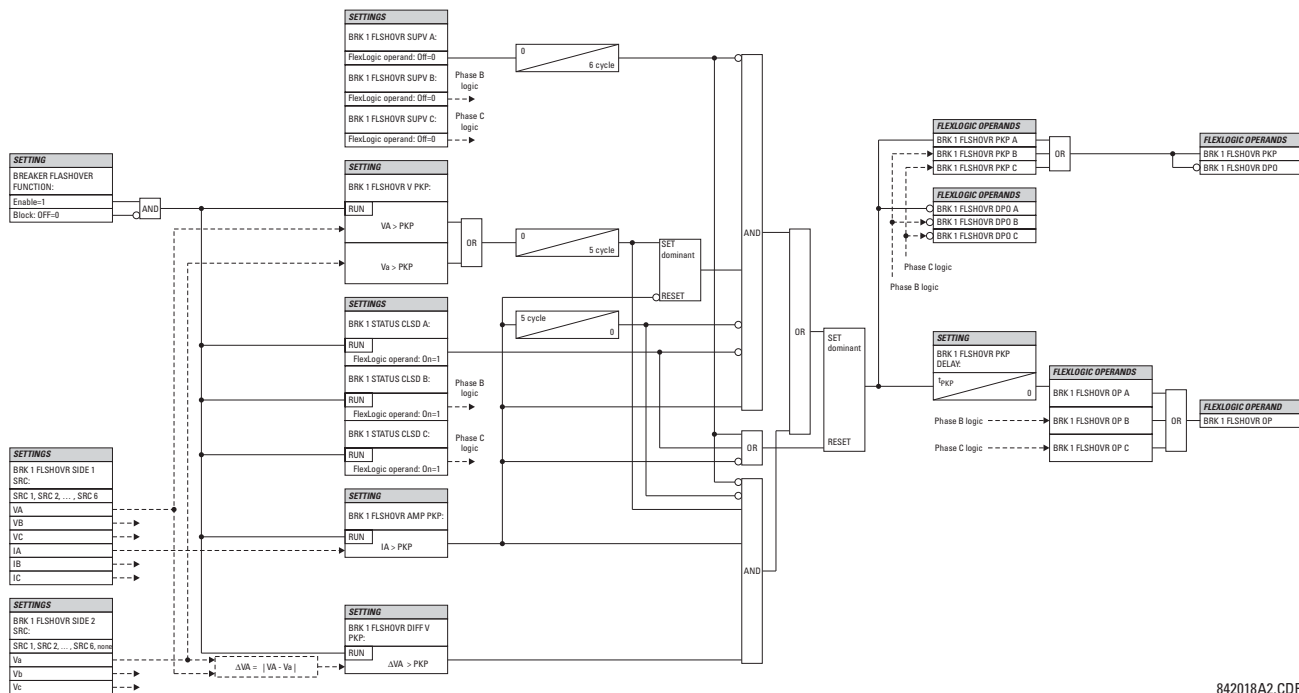 SETTING
BREAKER FLASHOVER
FUNCTION:
Enable=1
Block: OFF=0
AND
SETTINGS
BRK 1 FLSHOVR SIDE 1
SRC:
SRC 1, SRC 2, ... , SRC 6
VA
VB
VC
IA
IB
IC
SETTINGS
BRK 1 FLSHOVR SIDE 2
SRC:
SRC 1, SRC 2, ... , SRC 6, none
Va
Vb
Vc
ΔVA = | VA - Va|
SETTINGS
BRK 1 FLSHOVR SUPV A:
FlexLogic operand: Off=0
BRK 1 FLSHOVR SUPV B:
FlexLogic operand: Off=0
BRK 1 FLSHOVR SUPV C:
FlexLogic operand: Off=0
Phase B
logic
Phase C
logic
SETTING
BRK 1 FLSHOVR V PKP:
RUN
VA > PKP
Va > PKP
OR
SETTINGS
BRK 1 STATUS CLSD A:
RUN
FlexLogic operand: On=1
BRK 1 STATUS CLSD B:
RUN
FlexLogic operand: On=1
BRK 1 STATUS CLSD C:
RUN
FlexLogic operand: On=1
Phase B
logic
Phase C
logic
SETTING
BRK 1 FLSHOVR AMP PKP:
RUN
IA > PKP
SETTING
BRK 1 FLSHOVR DIFF V
PKP:
RUN
ΔVA > PKP
0
6 cycle
0
5 cycle
5 cycle
0
SET
dominant
RESET
AND
OR
AND
OR
SET
dominant
RESET
FLEXLOGIC OPERANDS
BRK 1 FLSHOVR PKP A
BRK 1 FLSHOVR PKP B
BRK 1 FLSHOVR PKP C
OR
FLEXLOGIC OPERANDS
BRK 1 FLSHOVR PKP
BRK 1 FLSHOVR DPO
FLEXLOGIC OPERANDS
BRK 1 FLSHOVR DPO A
BRK 1 FLSHOVR DPO B
BRK 1 FLSHOVR DPO C
Phase C logic
Phase B logic
SETTING
BRK 1 FLSHOVR PKP
DELAY:
tPKP
0
Phase B logic
Phase C logic
FLEXLOGIC OPERANDS
BRK 1 FLSHOVR OP A
BRK 1 FLSHOVR OP B
BRK 1 FLSHOVR OP C
OR
FLEXLOGIC OPERAND
BRK 1 FLSHOVR OP